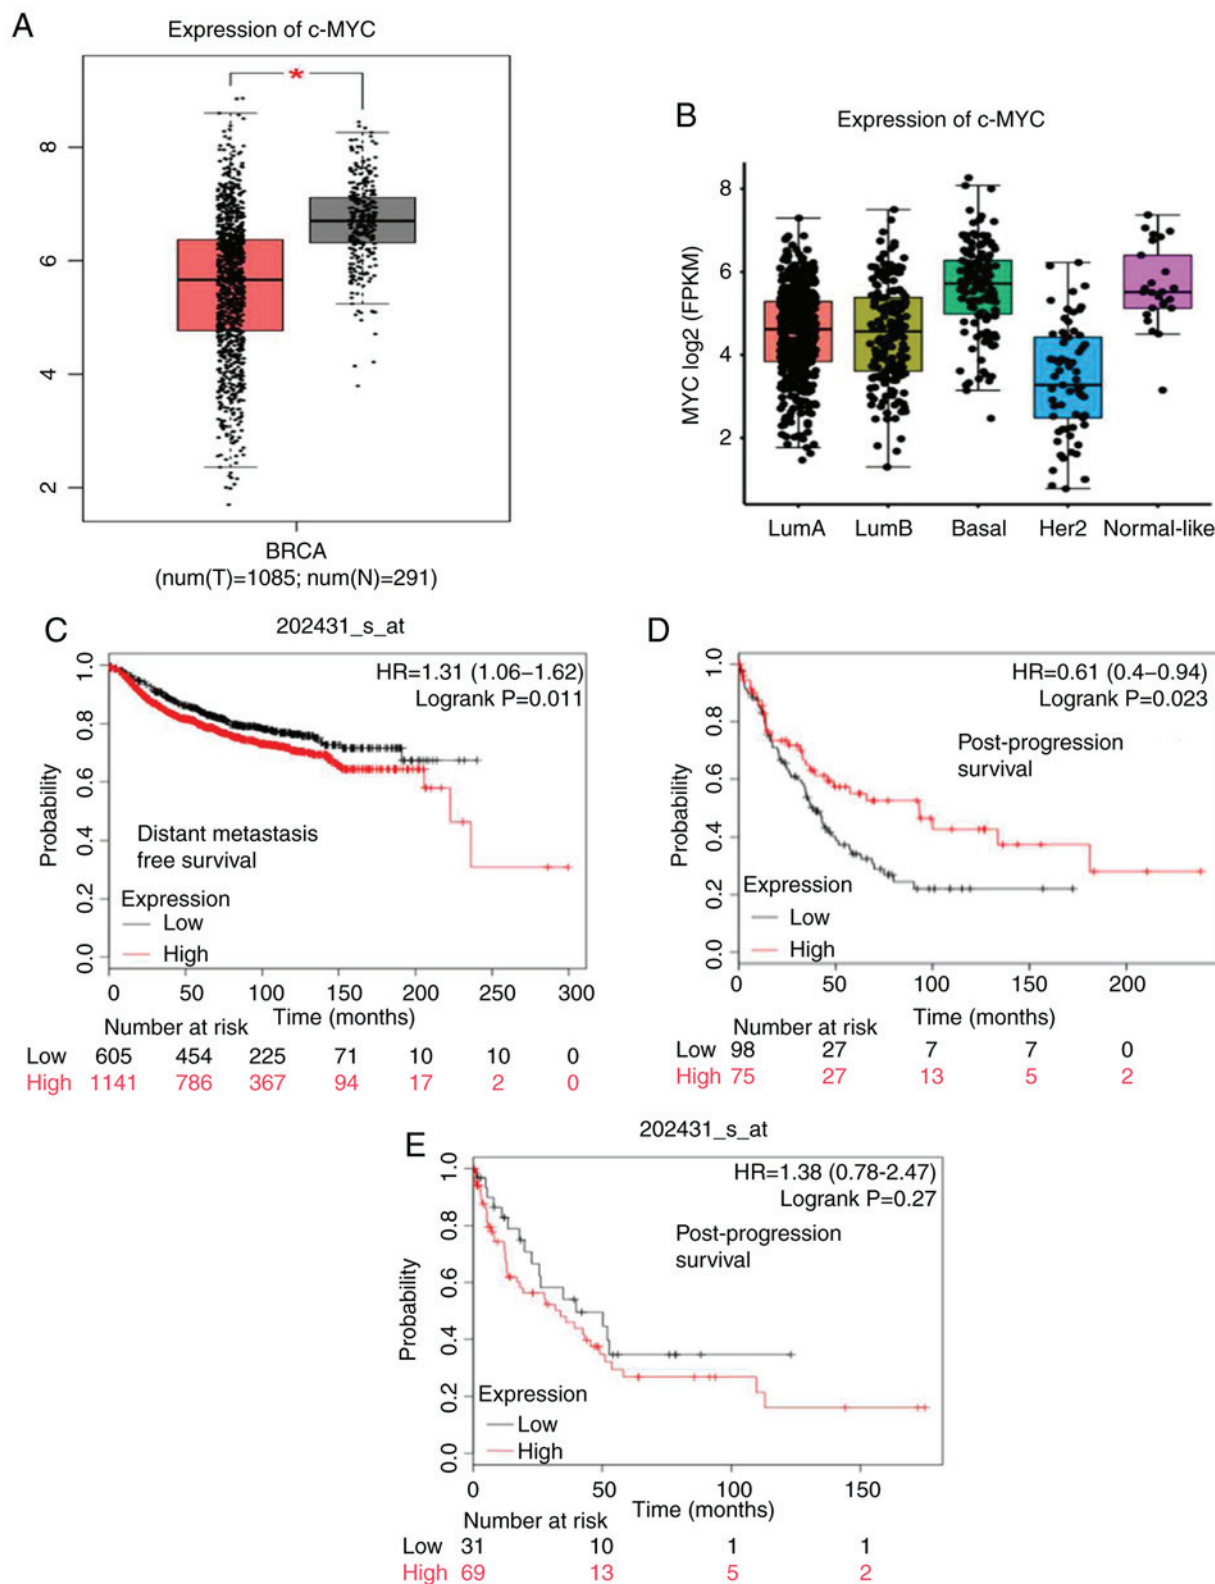 A
Expression of c-MYC
*
8
6
4
2
BRCA
(num(T)=1085; num(N)=291)
B
Expression of c-MYC
MYC log2 (FPKM)
8
6
4
2
LumA LumB Basal Her2 Normal-like
C
202431_s_at
HR=1.31 (1.06–1.62)
Logrank P=0.011
Probability
1.0
0.8
0.6
0.4
0.2
0.0
Distant metastasis
free survival
Expression
Low
High
0 50 100 150 200 250 300
Number at risk
Time (months)
Low 605 454 225 71 10 10 0
High 1141 786 367 94 17 2 0
D
HR=0.61 (0.4–0.94)
Logrank P=0.023
Post-progression
survival
Probability
1.0
0.8
0.6
0.4
0.2
0.0
Expression
Low
High
0 50 100 150 200
Number at risk
Time (months)
Low 98 27 7 7 0
High 75 27 13 5 2
E
202431_s_at
HR=1.38 (0.78-2.47)
Logrank P=0.27
Post-progression
survival
Probability
1.0
0.8
0.6
0.4
0.2
0.0
Expression
Low
High
0 50 100 150
Number at risk
Time (months)
Low 31 10 1 1
High 69 13 5 2